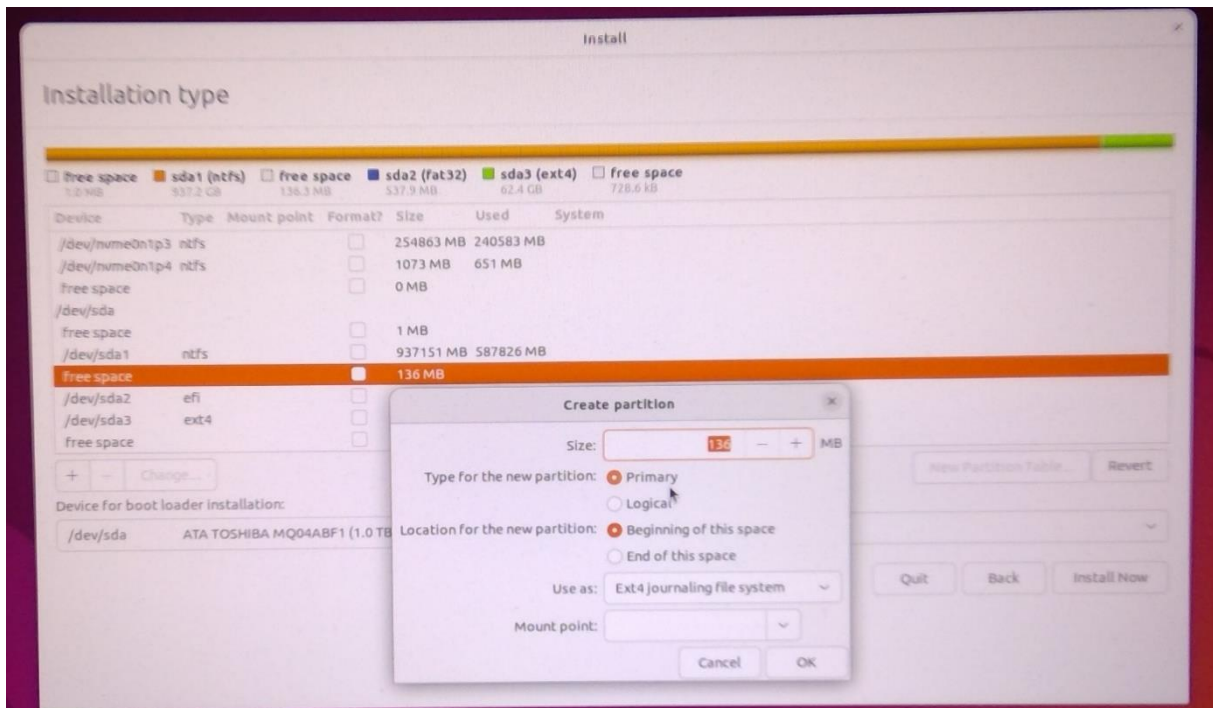 Install
Installation type
free space sda1 (ntfs) free space sda2 (fat32) sda3 (ext4) free space
1.0 MB 937.2 GB 136.3 MB 537.9 MB 62.4 GB 728.6 kB
Device Type Mount point Format? Size Used System
/dev/nvme0n1p3 ntfs 254863 MB 240583 MB
/dev/nvme0n1p4 ntfs 1073 MB 651 MB
free space 0 MB
/dev/sda
free space 1 MB
/dev/sda1 ntfs 937151 MB 587826 MB
free space 136 MB
/dev/sda2 efi
/dev/sda3 ext4
free space
+ - Change...
New Partition Table... Revert
Device for boot loader installation:
/dev/sda ATA TOSHIBA MQ04ABF1 (1.0 TB
Quit Back Install Now
Create partition
Size: 136 - + MB
Type for the new partition: Primary
Logical
Location for the new partition: Beginning of this space
End of this space
Use as: Ext4 journaling file system
Mount point:
Cancel OK